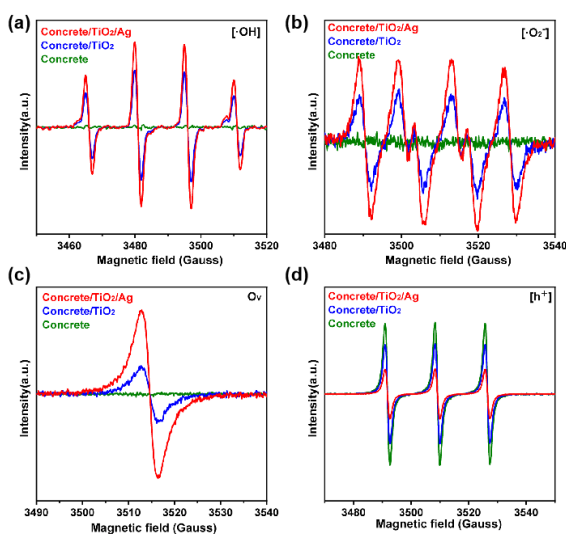 (a)
Concrete/TiO₂/Ag
Concrete/TiO₂
Concrete
[·OH]
Intensity(a.u.)
3460 3480 3500 3520
Magnetic field (Gauss)
(b)
Concrete/TiO₂/Ag
Concrete/TiO₂
Concrete
[·O₂⁻]
Intensity(a.u.)
3480 3500 3520 3540
Magnetic field (Gauss)
(c)
Concrete/TiO₂/Ag
Concrete/TiO₂
Concrete
Oᵥ
Intensity(a.u.)
3490 3500 3510 3520 3530 3540
Magnetic field (Gauss)
(d)
Concrete/TiO₂/Ag
Concrete/TiO₂
Concrete
[h⁺]
Intensity(a.u.)
3480 3500 3520 3540
Magnetic field (Gauss)